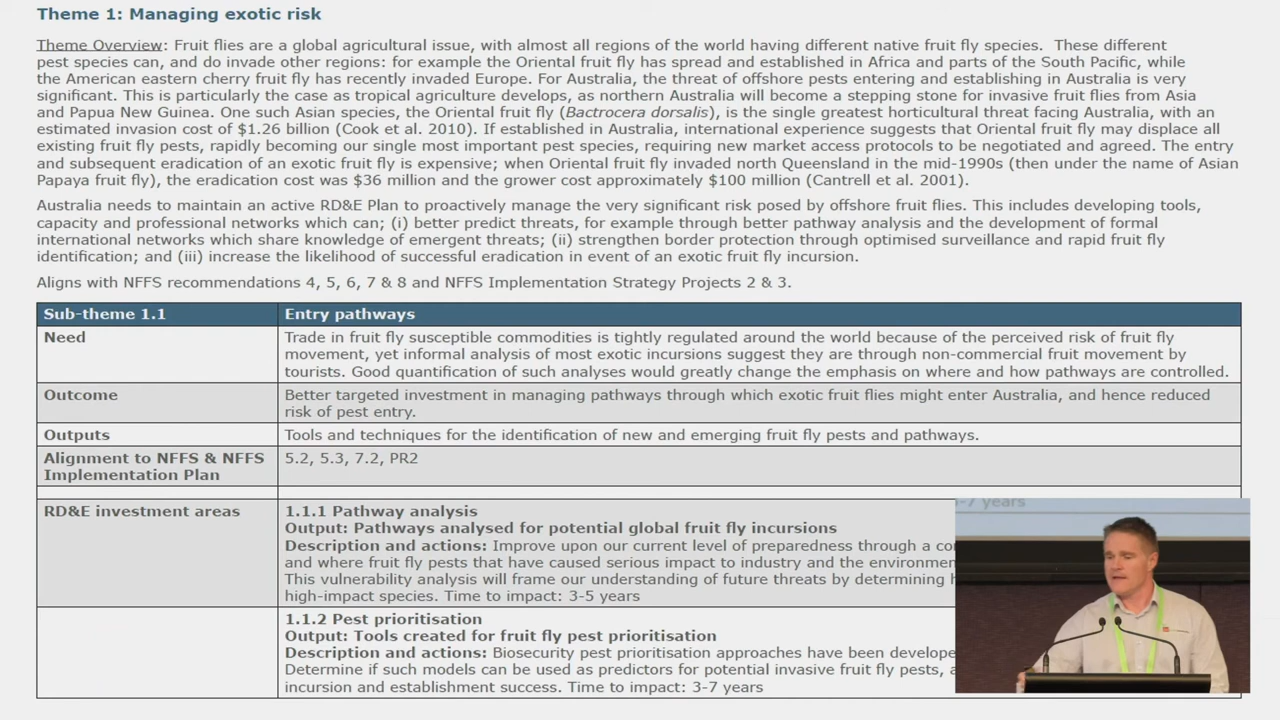 Theme 1: Managing exotic risk
Theme Overview: Fruit flies are a global agricultural issue, with almost all regions of the world having different native fruit fly species. These different
pest species can, and do invade other regions: for example the Oriental fruit fly has spread and established in Africa and parts of the South Pacific, while
the American eastern cherry fruit fly has recently invaded Europe. For Australia, the threat of offshore pests entering and establishing in Australia is very
significant. This is particularly the case as tropical agriculture develops, as northern Australia will become a stepping stone for invasive fruit flies from Asia
and Papua New Guinea. One such Asian species, the Oriental fruit fly (Bactrocera dorsalis), is the single greatest horticultural threat facing Australia, with an
estimated invasion cost of $1.26 billion (Cook et al. 2010). If established in Australia, international experience suggests that Oriental fruit fly may displace all
existing fruit fly pests, rapidly becoming our single most important pest species, requiring new market access protocols to be negotiated and agreed. The entry
and subsequent eradication of an exotic fruit fly is expensive; when Oriental fruit fly invaded north Queensland in the mid-1990s (then under the name of Asian
Papaya fruit fly), the eradication cost was $36 million and the grower cost approximately $100 million (Cantrell et al. 2001).
Australia needs to maintain an active RD&E Plan to proactively manage the very significant risk posed by offshore fruit flies. This includes developing tools,
capacity and professional networks which can; (i) better predict threats, for example through better pathway analysis and the development of formal
international networks which share knowledge of emergent threats; (ii) strengthen border protection through optimised surveillance and rapid fruit fly
identification; and (iii) increase the likelihood of successful eradication in event of an exotic fruit fly incursion.
Aligns with NFFS recommendations 4, 5, 6, 7 & 8 and NFFS Implementation Strategy Projects 2 & 3.
Sub-theme 1.1 Entry pathways
Need Trade in fruit fly susceptible commodities is tightly regulated around the world because of the perceived risk of fruit fly
movement, yet informal analysis of most exotic incursions suggest they are through non-commercial fruit movement by
tourists. Good quantification of such analyses would greatly change the emphasis on where and how pathways are controlled.
Outcome Better targeted investment in managing pathways through which exotic fruit flies might enter Australia, and hence reduced
risk of pest entry.
Outputs Tools and techniques for the identification of new and emerging fruit fly pests and pathways.
Alignment to NFFS & NFFS 5.2, 5.3, 7.2, PR2
Implementation Plan
RD&E investment areas 1.1.1 Pathway analysis
Output: Pathways analysed for potential global fruit fly incursions
Description and actions: Improve upon our current level of preparedness through a
and where fruit fly pests that have caused serious impact to industry and the
This vulnerability analysis will frame our understanding of future threats by determining
high-impact species. Time to impact: 3-5 years
1.1.2 Pest prioritisation
Output: Tools created for fruit fly pest prioritisation
Description and actions: Biosecurity pest prioritisation approaches have been
Determine if such models can be used as predictors for potential invasive fruit fly pests,
incursion and establishment success. Time to impact: 3-7 years
years